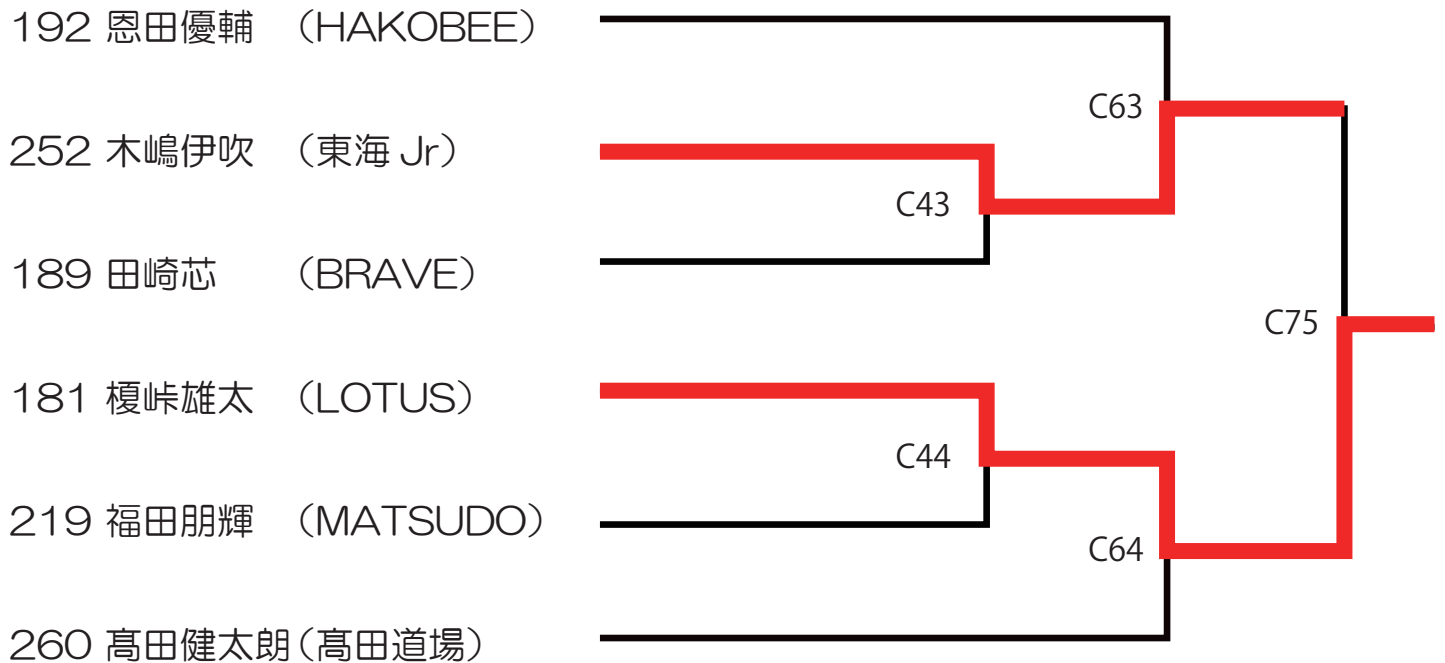 192 恩田優輔 （HAKOBEE）
C63
252 木嶋伊吹 （東海 Jr）
C43
189 田崎芯 （BRAVE）
C75
181 榎峠雄太 （LOTUS）
C44
219 福田朋輝 （MATSUDO）
C64
260 髙田健太朗（髙田道場）